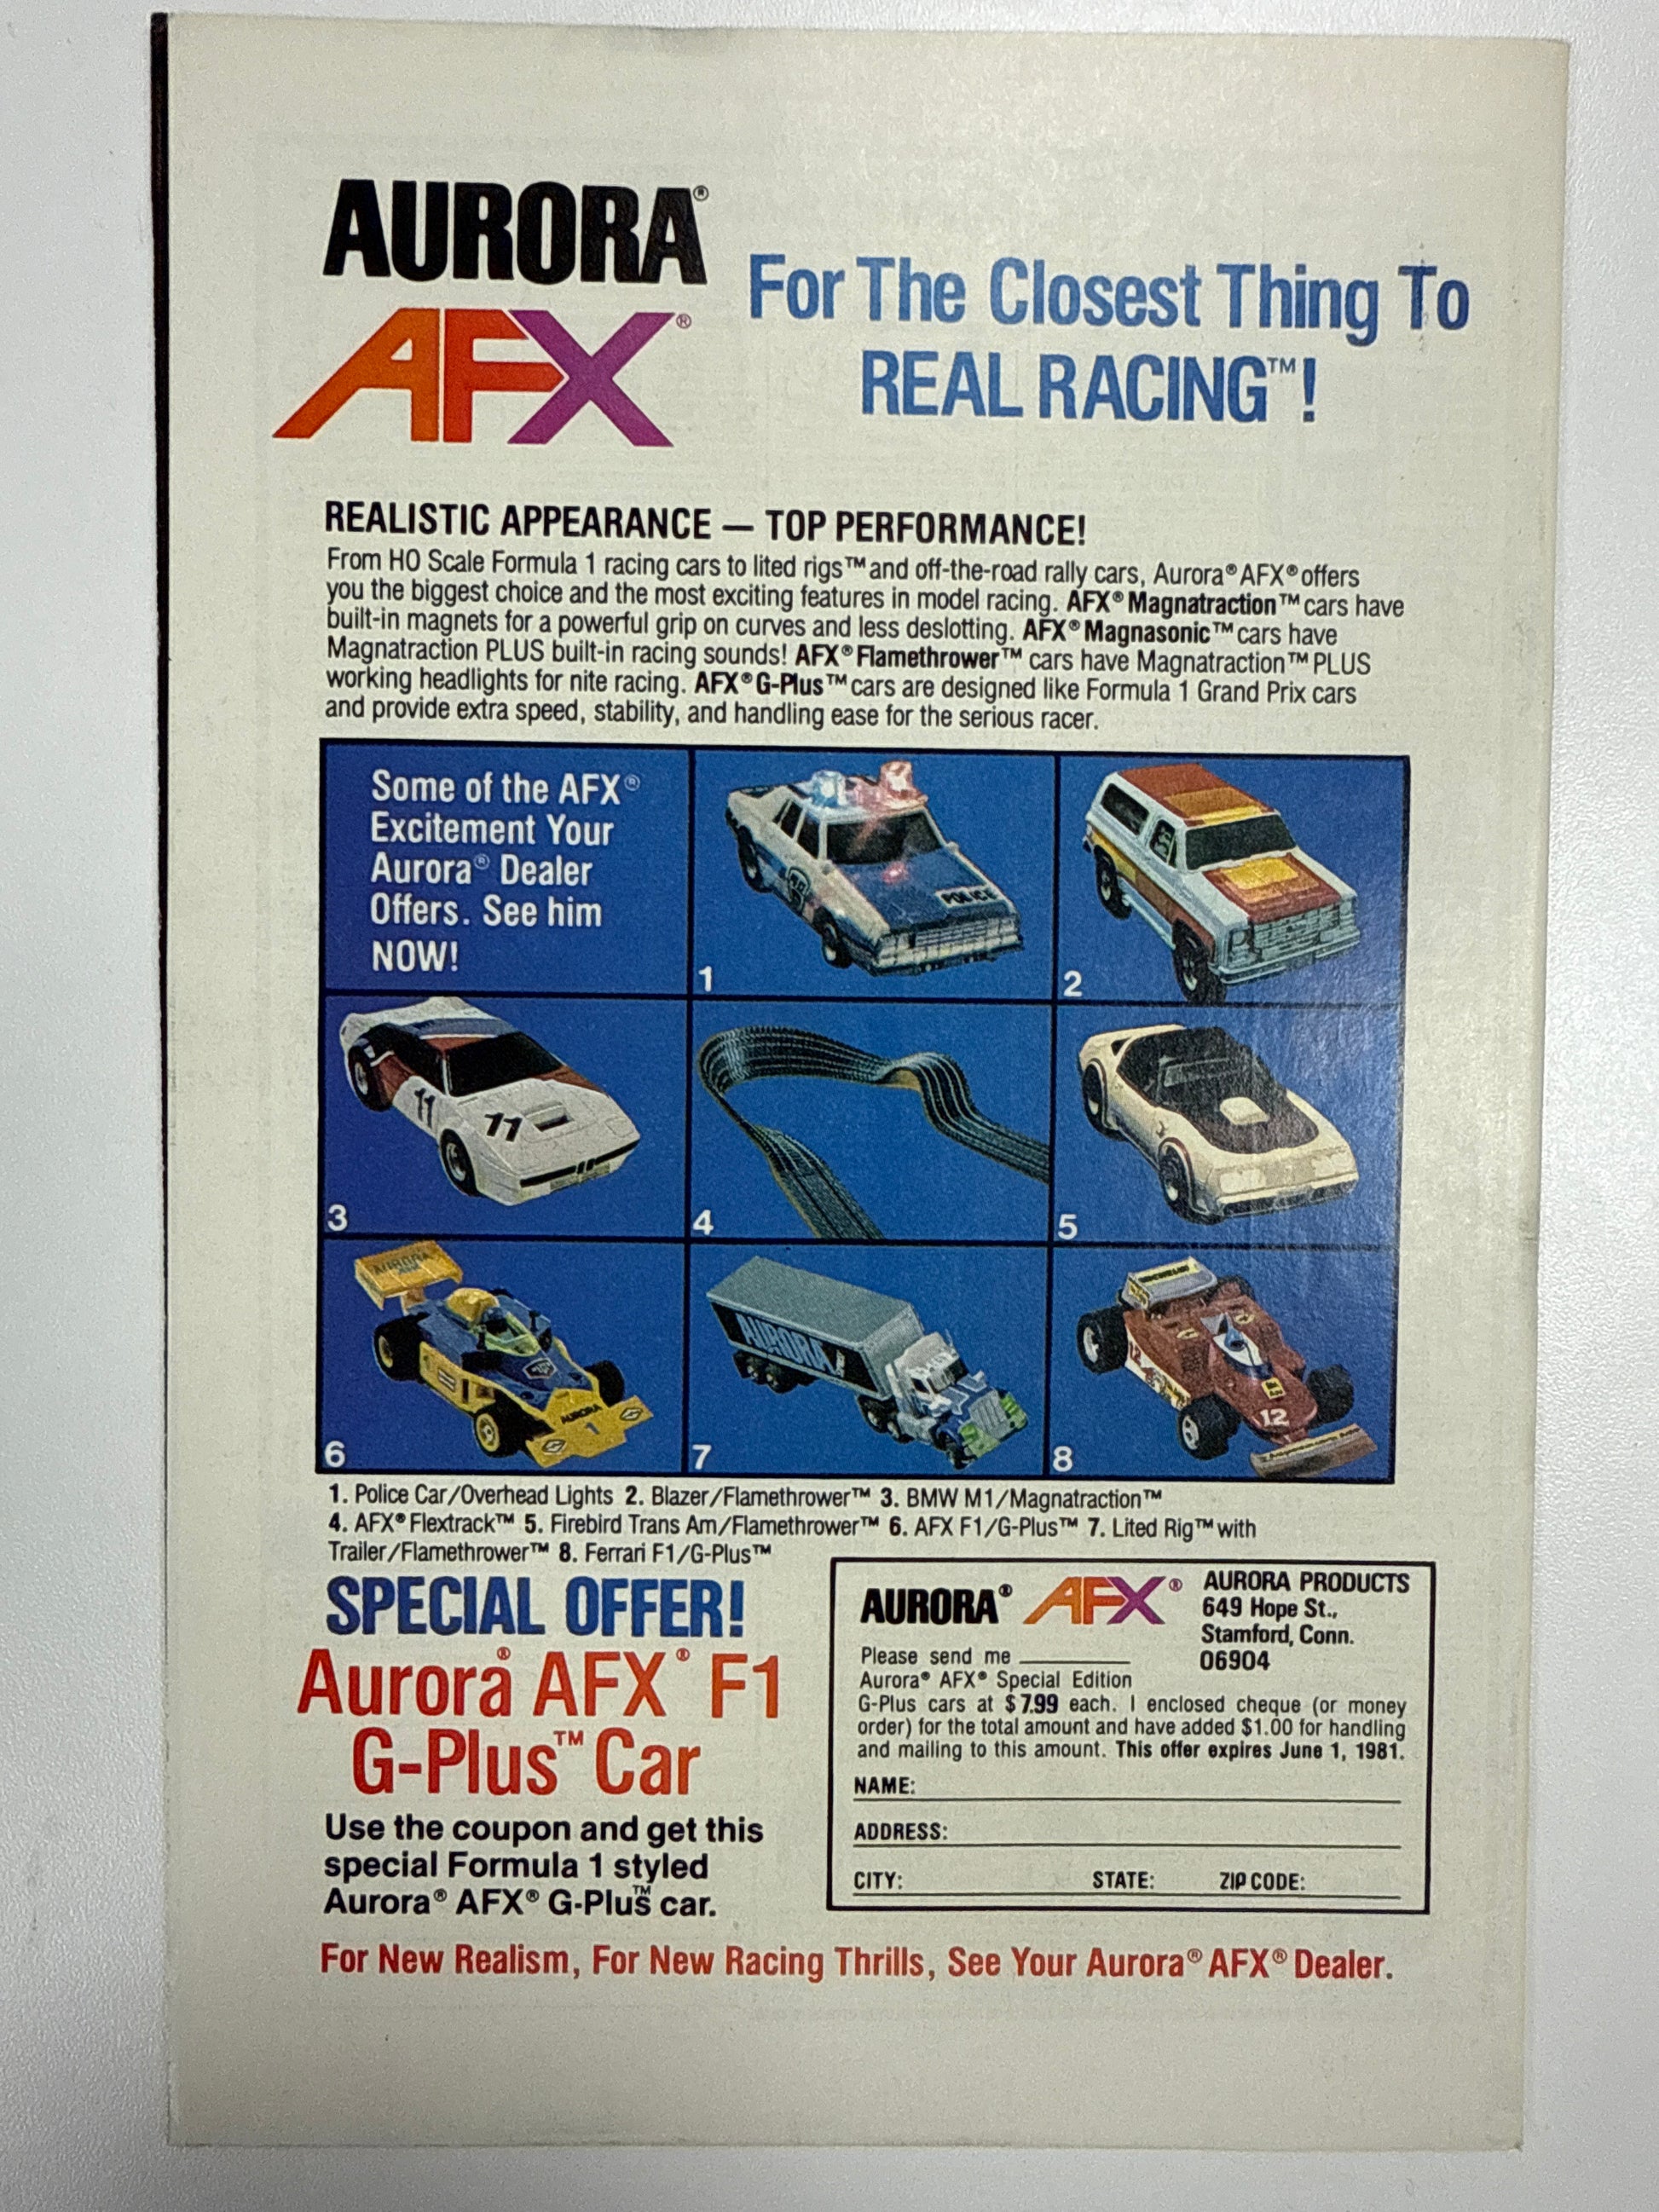 AURORA®
AFX®
For The Closest Thing To
REAL RACING™!
REALISTIC APPEARANCE — TOP PERFORMANCE!
From HO Scale Formula 1 racing cars to lited rigs™ and off-the-road rally cars, Aurora® AFX® offers
you the biggest choice and the most exciting features in model racing. AFX® Magnatraction™ cars have
built-in magnets for a powerful grip on curves and less deslotting. AFX® Magnasonic™ cars have
Magnatraction PLUS built-in racing sounds! AFX® Flamethrower™ cars have Magnatraction™ PLUS
working headlights for nite racing. AFX® G-Plus™ cars are designed like Formula 1 Grand Prix cars
and provide extra speed, stability, and handling ease for the serious racer.
Some of the AFX®
Excitement Your
Aurora® Dealer
Offers. See him
NOW!
POLICE
1
2
11
11
3
4
5
AURORA
AFX
AURORA
1
6
AURORA
7
12
12
8
1. Police Car/Overhead Lights 2. Blazer/Flamethrower™ 3. BMW M1/Magnatraction™
4. AFX® Flextrack™ 5. Firebird Trans Am/Flamethrower™ 6. AFX F1/G-Plus™ 7. Lited Rig™ with
Trailer/Flamethrower™ 8. Ferrari F1/G-Plus™
SPECIAL OFFER!
Aurora® AFX® F1
G-Plus™ Car
Use the coupon and get this
special Formula 1 styled
Aurora® AFX® G-Plus™ car.
AURORA® AFX®
AURORA PRODUCTS
649 Hope St.,
Stamford, Conn.
06904
Please send me ________
Aurora® AFX® Special Edition
G-Plus cars at $7.99 each. I enclosed cheque (or money
order) for the total amount and have added $1.00 for handling
and mailing to this amount. This offer expires June 1, 1981.
NAME:
ADDRESS:
CITY: STATE: ZIP CODE:
For New Realism, For New Racing Thrills, See Your Aurora® AFX® Dealer.